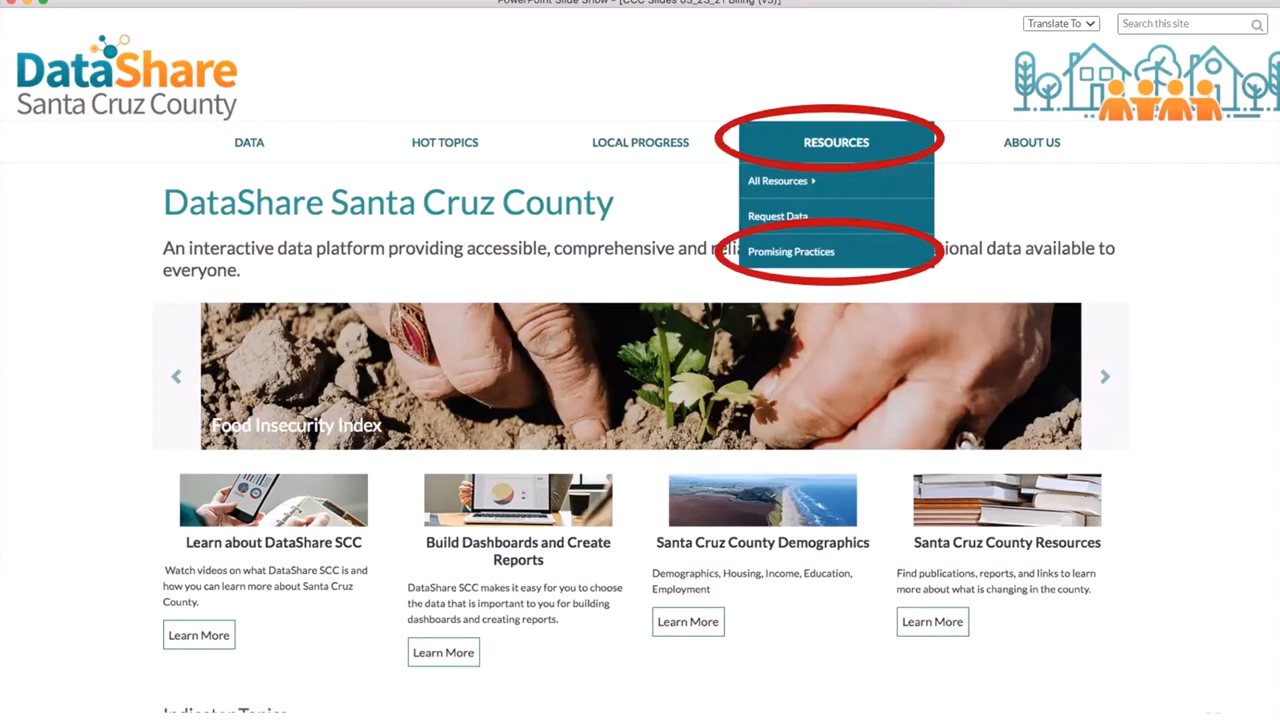 PowerPoint Slide Show - [CCC Slides 03_23_21 Biling (v3)]
Translate To
Search this site
DataShare
Santa Cruz County
DATA
HOT TOPICS
LOCAL PROGRESS
RESOURCES
ABOUT US
All Resources
Request Data
Promising Practices
DataShare Santa Cruz County
An interactive data platform providing accessible, comprehensive and reli
ional data available to
everyone.
Food Insecurity Index
Learn about DataShare SCC
Watch videos on what DataShare SCC is and
how you can learn more about Santa Cruz
County.
Learn More
Build Dashboards and Create
Reports
DataShare SCC makes it easy for you to choose
the data that is important to you for building
dashboards and creating reports.
Learn More
Santa Cruz County Demographics
Demographics, Housing, Income, Education,
Employment
Learn More
Santa Cruz County Resources
Find publications, reports, and links to learn
more about what is changing in the county.
Learn More
Indicator Topics